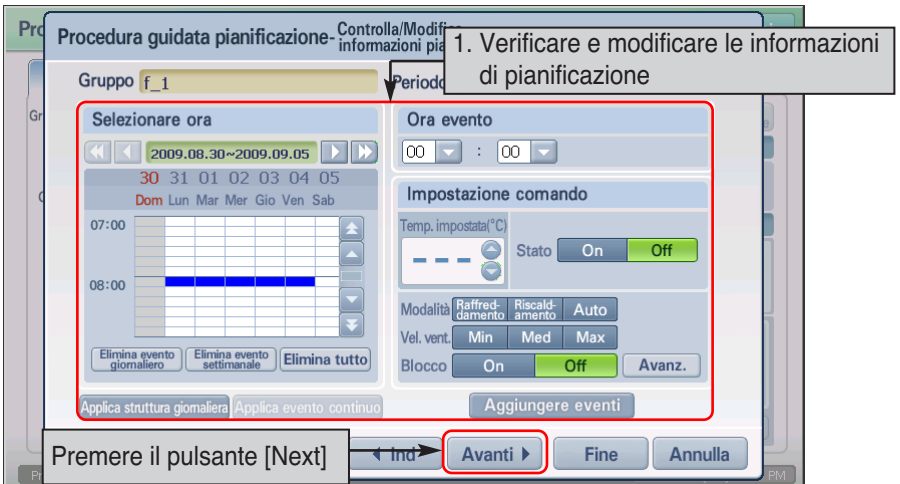 Pro
Procedura guidata pianificazione- Controlla/Modifica
informazioni pia
1. Verificare e modificare le informazioni
di pianificazione
Gruppo f_1
Periodo
Gr
Selezionare ora
2009.08.30~2009.09.05
30 31 01 02 03 04 05
Dom Lun Mar Mer Gio Ven Sab
07:00
08:00
Elimina evento giornaliero
Elimina evento settimanale
Elimina tutto
Applica struttura giornaliera
Applica evento continuo
Ora evento
00 : 00
Impostazione comando
Temp. impostata(°C)
---
Stato On Off
Modalità Raffred-damento Riscald-amento Auto
Vel. vent. Min Med Max
Blocco On Off Avanz.
Aggiungere eventi
Premere il pulsante [Next]
Ind
Avanti
Fine
Annulla
Pr
PM